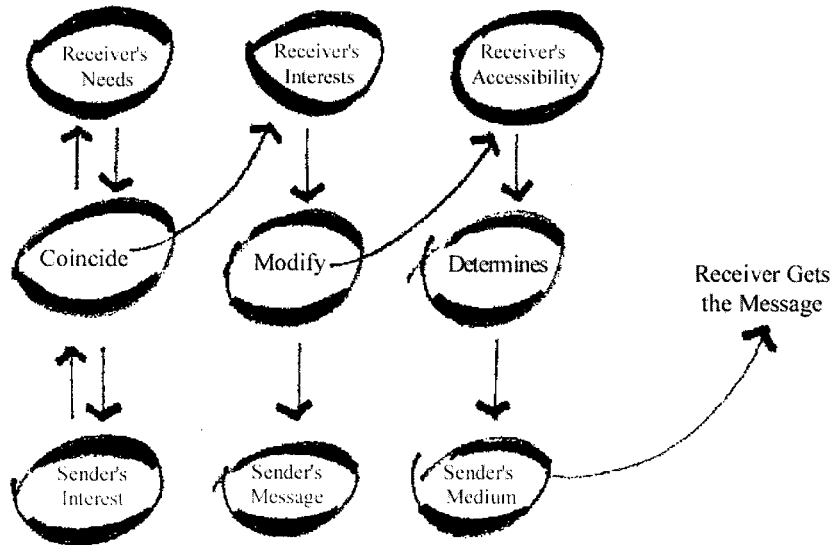 Receiver's
Needs
Receiver's
Interests
Receiver's
Accessibility
Coincide
Modify
Determines
Receiver Gets
the Message
Sender's
Interest
Sender's
Message
Sender's
Medium